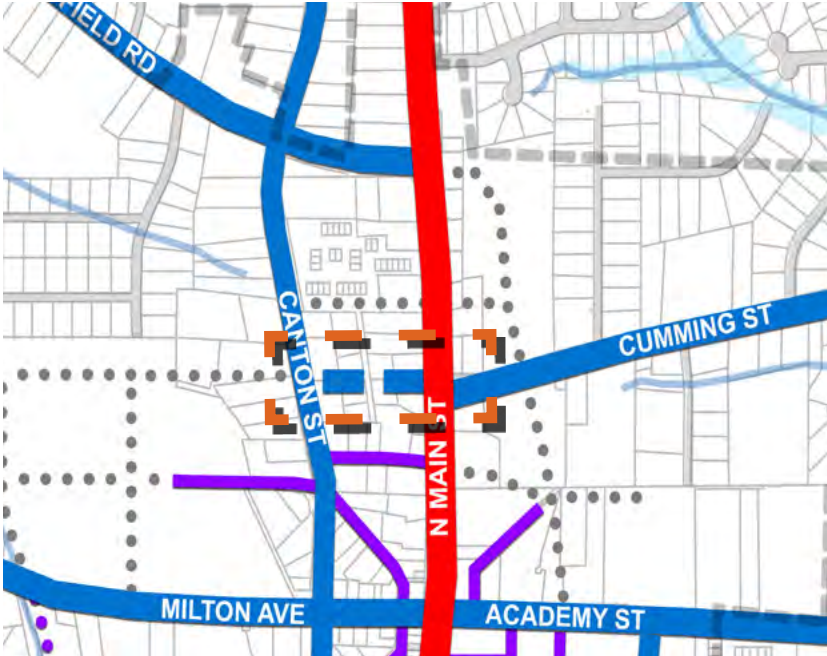 FIELD RD
CANTON ST
CUMMING ST
N MAIN ST
MILTON AVE
ACADEMY ST